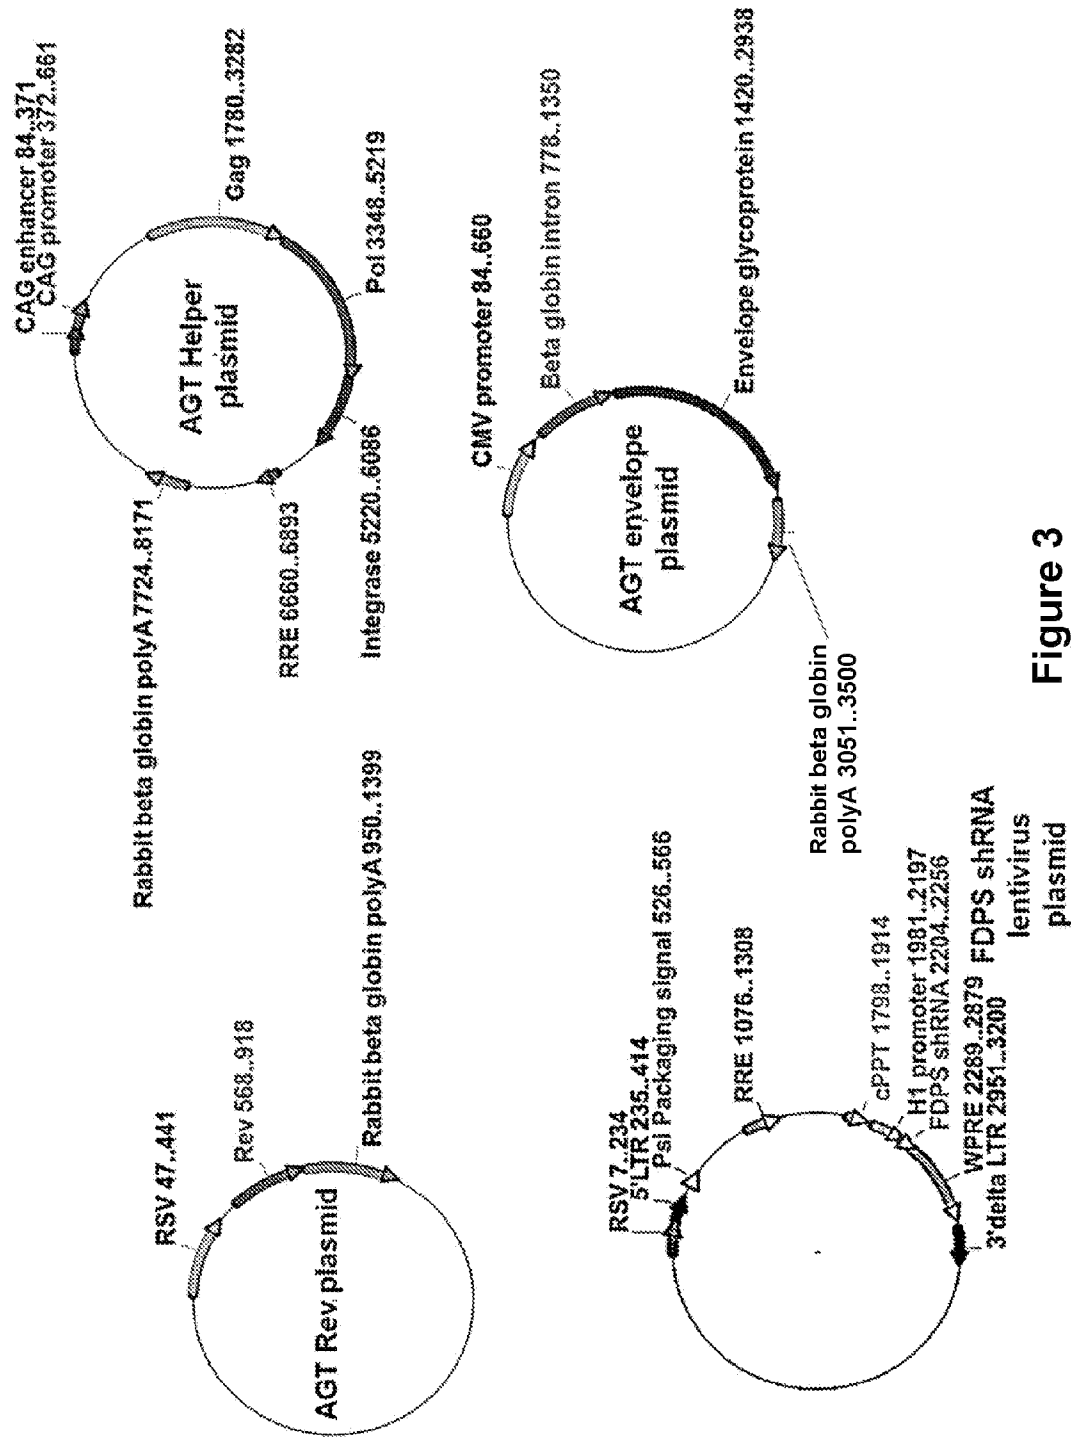 RSV 47..441
Rev 568..918
Rabbit beta globin polyA 950..1399
AGT Rev plasmid
CAG enhancer 84..371
CAG promoter 372..661
Gag 1780..3282
Pol 3348..5219
Integrase 5220..6086
RRE 6660..6893
Rabbit beta globin polyA 7724..8171
AGT Helper
plasmid
RSV 7..234
5'LTR 235..414
Psi Packaging signal 526..566
RRE 1076..1308
cPPT 1798..1914
H1 promoter 1981..2197
FDPS shRNA 2204..2256
WPRE 2289..2879
3'delta LTR 2951..3200
FDPS shRNA
lentivirus
plasmid
CMV promoter 84..660
Beta globin intron 778..1350
Envelope glycoprotein 1420..2938
Rabbit beta globin
polyA 3051..3500
AGT envelope
plasmid
Figure 3